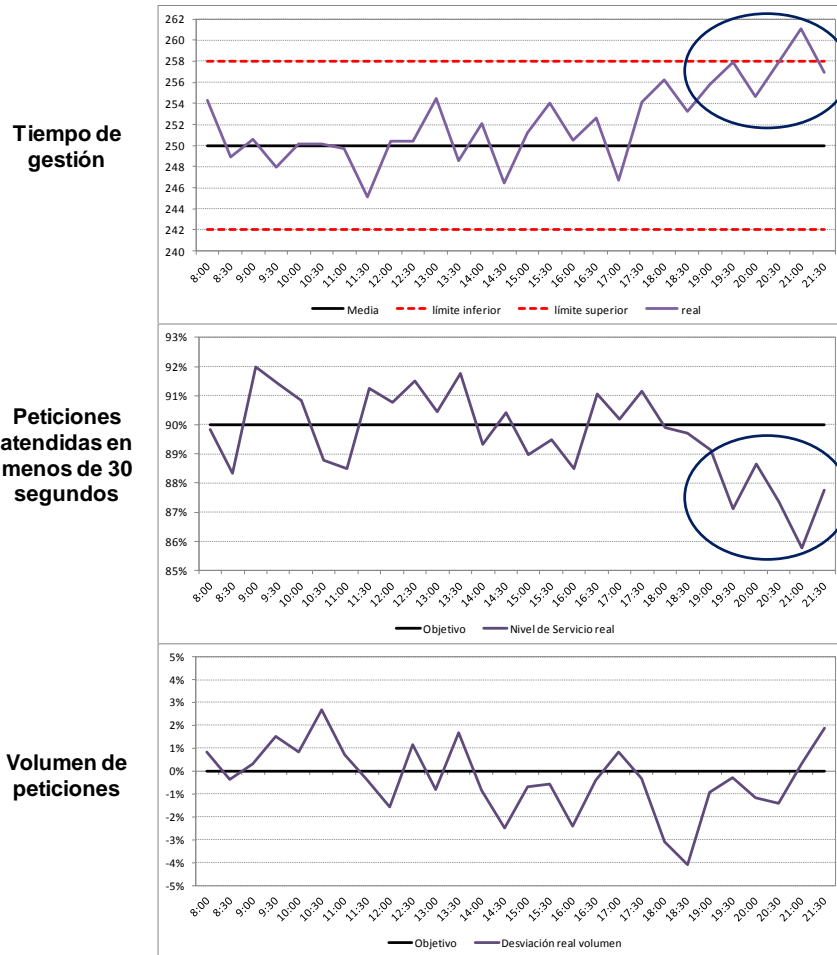 Tiempo de
gestión
262
260
258
256
254
252
250
248
246
244
242
240
8:00 8:30 9:00 9:30 10:00 10:30 11:00 11:30 12:00 12:30 13:00 13:30 14:00 14:30 15:00 15:30 16:00 16:30 17:00 17:30 18:00 18:30 19:00 19:30 20:00 20:30 21:00 21:30
Media límite inferior límite superior real
Peticiones
atendidas en
menos de 30
segundos
93%
92%
91%
90%
89%
88%
87%
86%
85%
8:00 8:30 9:00 9:30 10:00 10:30 11:00 11:30 12:00 12:30 13:00 13:30 14:00 14:30 15:00 15:30 16:00 16:30 17:00 17:30 18:00 18:30 19:00 19:30 20:00 20:30 21:00 21:30
Objetivo Nivel de Servicio real
Volumen de
peticiones
5%
4%
3%
2%
1%
0%
-1%
-2%
-3%
-4%
-5%
8:00 8:30 9:00 9:30 10:00 10:30 11:00 11:30 12:00 12:30 13:00 13:30 14:00 14:30 15:00 15:30 16:00 16:30 17:00 17:30 18:00 18:30 19:00 19:30 20:00 20:30 21:00 21:30
Objetivo Desviación real volumen